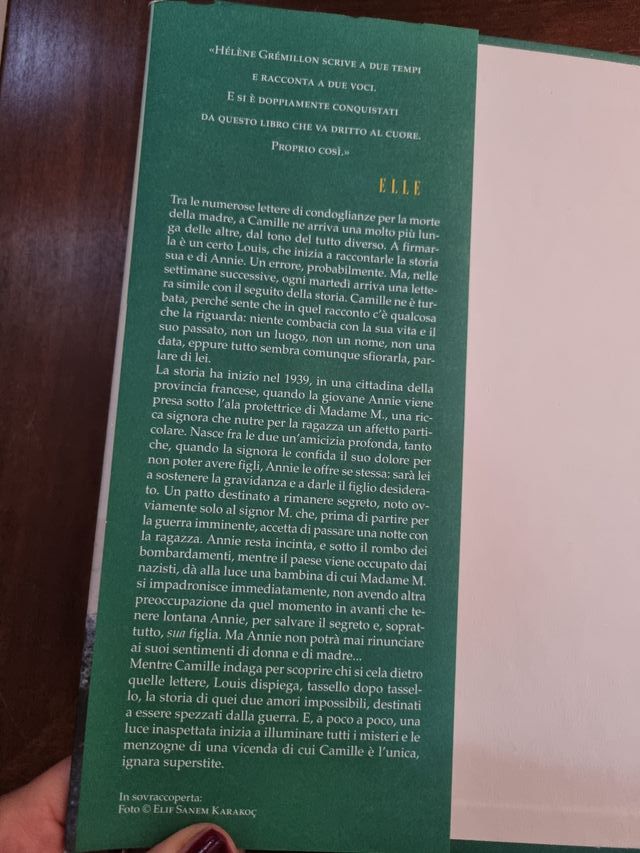 «Hélène Grémillon scrive a due tempi
e racconta a due voci.
E si è doppiamente conquistati
da questo libro che va dritto al cuore.
Proprio così.»
ELLE
Tra le numerose lettere di condoglianze per la morte
della madre, a Camille ne arriva una molto più lun-
ga delle altre, dal tono del tutto diverso. A firmar-
la è un certo Louis, che inizia a raccontarle la storia
sua e di Annie. Un errore, probabilmente. Ma, nelle
settimane successive, ogni martedì arriva una lette-
ra simile con il seguito della storia. Camille ne è tur-
bata, perché sente che in quel racconto c'è qualcosa
che la riguarda: niente combacia con la sua vita e il
suo passato, non un luogo, non un nome, non una
data, eppure tutto sembra comunque sfiorarla, par-
lare di lei.
La storia ha inizio nel 1939, in una cittadina della
provincia francese, quando la giovane Annie viene
presa sotto l'ala protettrice di Madame M., una ric-
ca signora che nutre per la ragazza un affetto parti-
colare. Nasce fra le due un'amicizia profonda, tanto
che, quando la signora le confida il suo dolore per
non poter avere figli, Annie le offre se stessa: sarà lei
a sostenere la gravidanza e a darle il figlio desidera-
to. Un patto destinato a rimanere segreto, noto ov-
viamente solo al signor M. che, prima di partire per
la guerra imminente, accetta di passare una notte con
la ragazza. Annie resta incinta, e sotto il rombo dei
bombardamenti, mentre il paese viene occupato dai
nazisti, dà alla luce una bambina di cui Madame M.
si impadronisce immediatamente, non avendo altra
preoccupazione da quel momento in avanti che te-
nere lontana Annie, per salvare il segreto e, soprat-
tutto, sua figlia. Ma Annie non potrà mai rinunciare
ai suoi sentimenti di donna e di madre...
Mentre Camille indaga per scoprire chi si cela dietro
quelle lettere, Louis dispiega, tassello dopo tassel-
lo, la storia di quei due amori impossibili, destinati
a essere spezzati dalla guerra. E, a poco a poco, una
luce inaspettata inizia a illuminare tutti i misteri e le
menzogne di una vicenda di cui Camille è l'unica,
ignara superstite.
In sovraccoperta:
Foto © Elif Sanem Karakoç